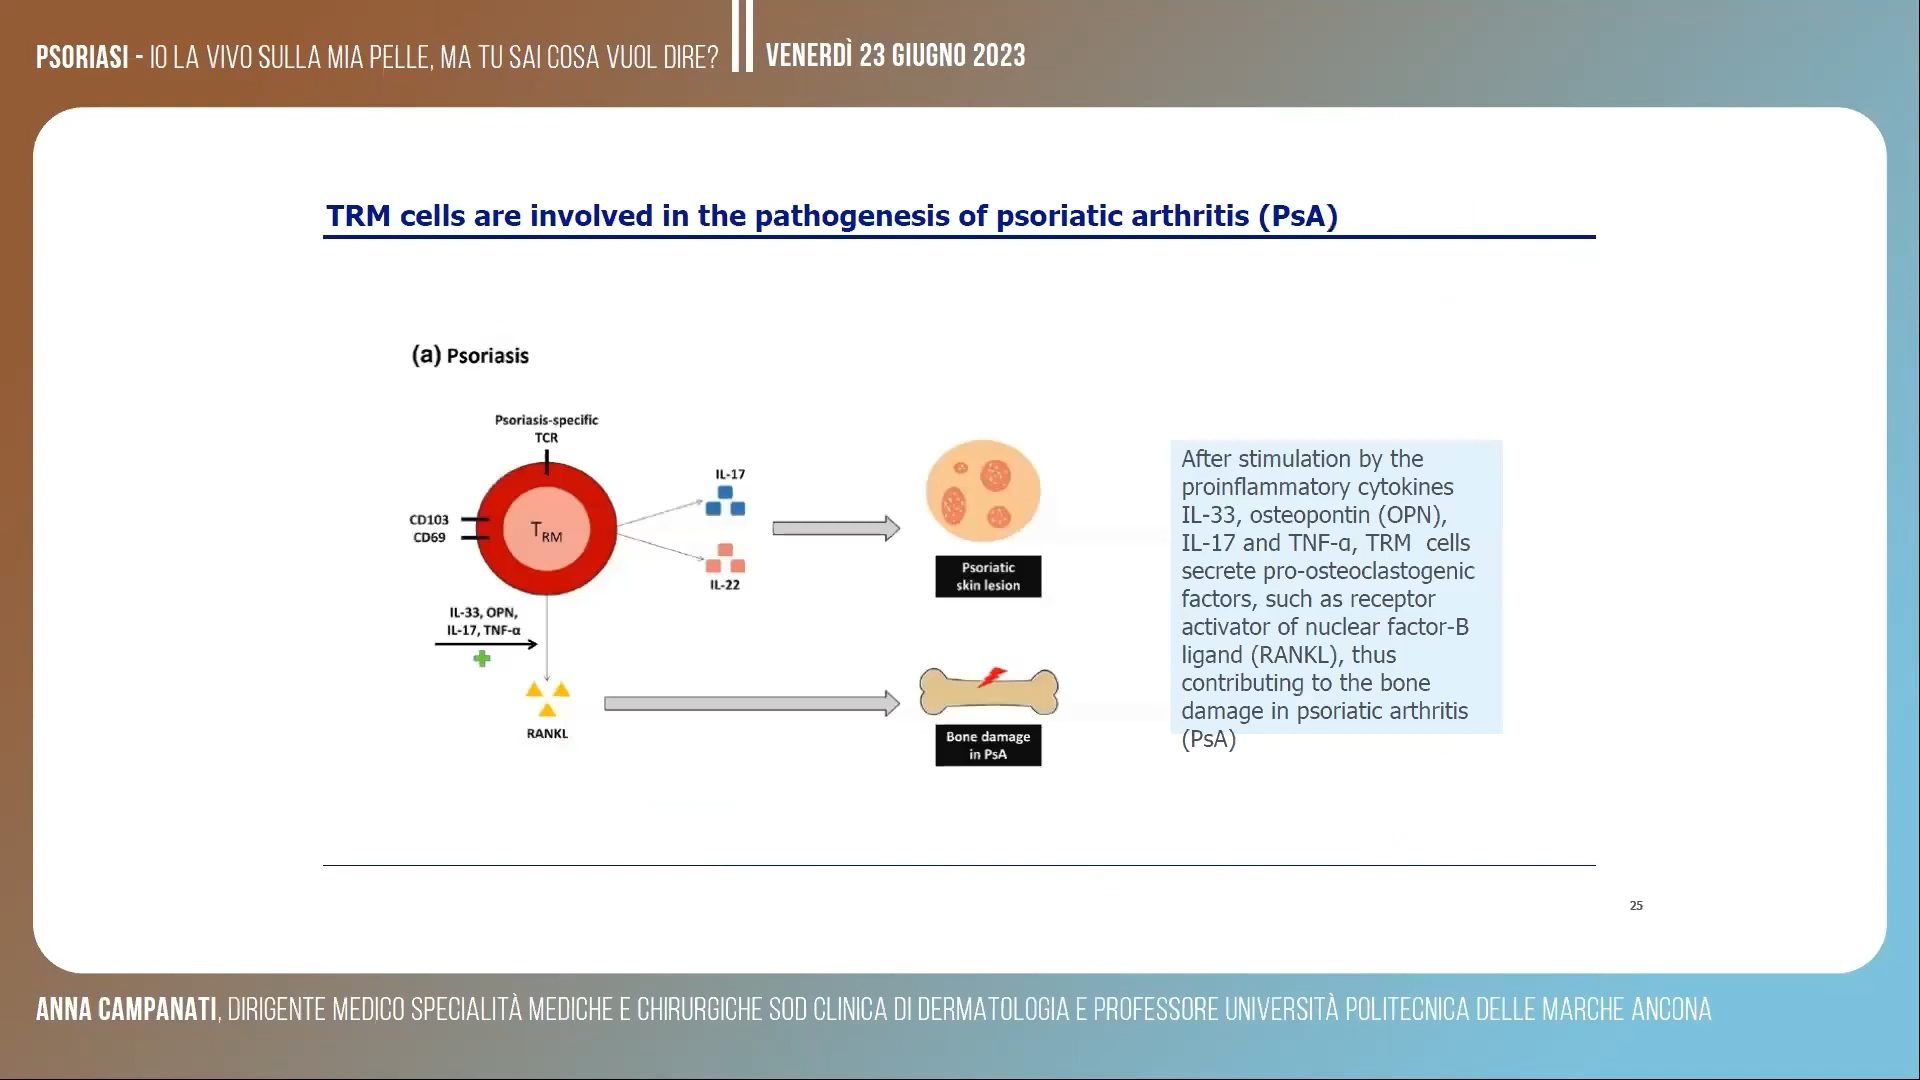 PSORIASI - IO LA VIVO SULLA MIA PELLE, MA TU SAI COSA VUOL DIRE?
VENERDÌ 23 GIUGNO 2023
TRM cells are involved in the pathogenesis of psoriatic arthritis (PsA)
(a) Psoriasis
Psoriasis-specific
TCR
CD103
CD69
TRM
IL-17
IL-22
IL-33, OPN,
IL-17, TNF-α
RANKL
Psoriatic
skin lesion
Bone damage
in PsA
After stimulation by the
proinflammatory cytokines
IL-33, osteopontin (OPN),
IL-17 and TNF-α, TRM  cells
secrete pro-osteoclastogenic
factors, such as receptor
activator of nuclear factor-B
ligand (RANKL), thus
contributing to the bone
damage in psoriatic arthritis
(PsA)
25
ANNA CAMPANATI, DIRIGENTE MEDICO SPECIALITÀ MEDICHE E CHIRURGICHE SOD CLINICA DI DERMATOLOGIA E PROFESSORE UNIVERSITÀ POLITECNICA DELLE MARCHE ANCONA